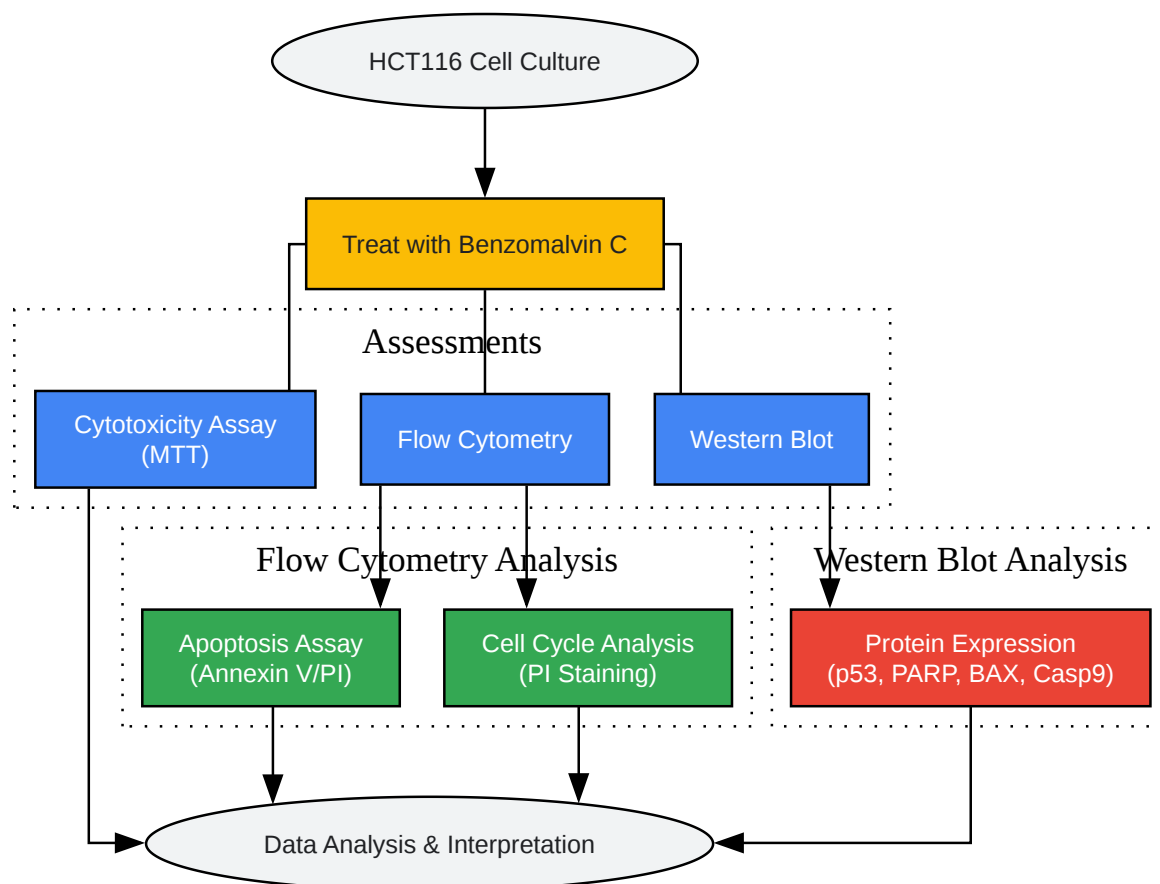 HCT116 Cell Culture
Treat with Benzomalvin C
Assessments
Cytotoxicity Assay
(MTT)
Flow Cytometry
Western Blot
Flow Cytometry Analysis
Western Blot Analysis
Apoptosis Assay
(Annexin V/PI)
Cell Cycle Analysis
(PI Staining)
Protein Expression
(p53, PARP, BAX, Casp9)
Data Analysis & Interpretation